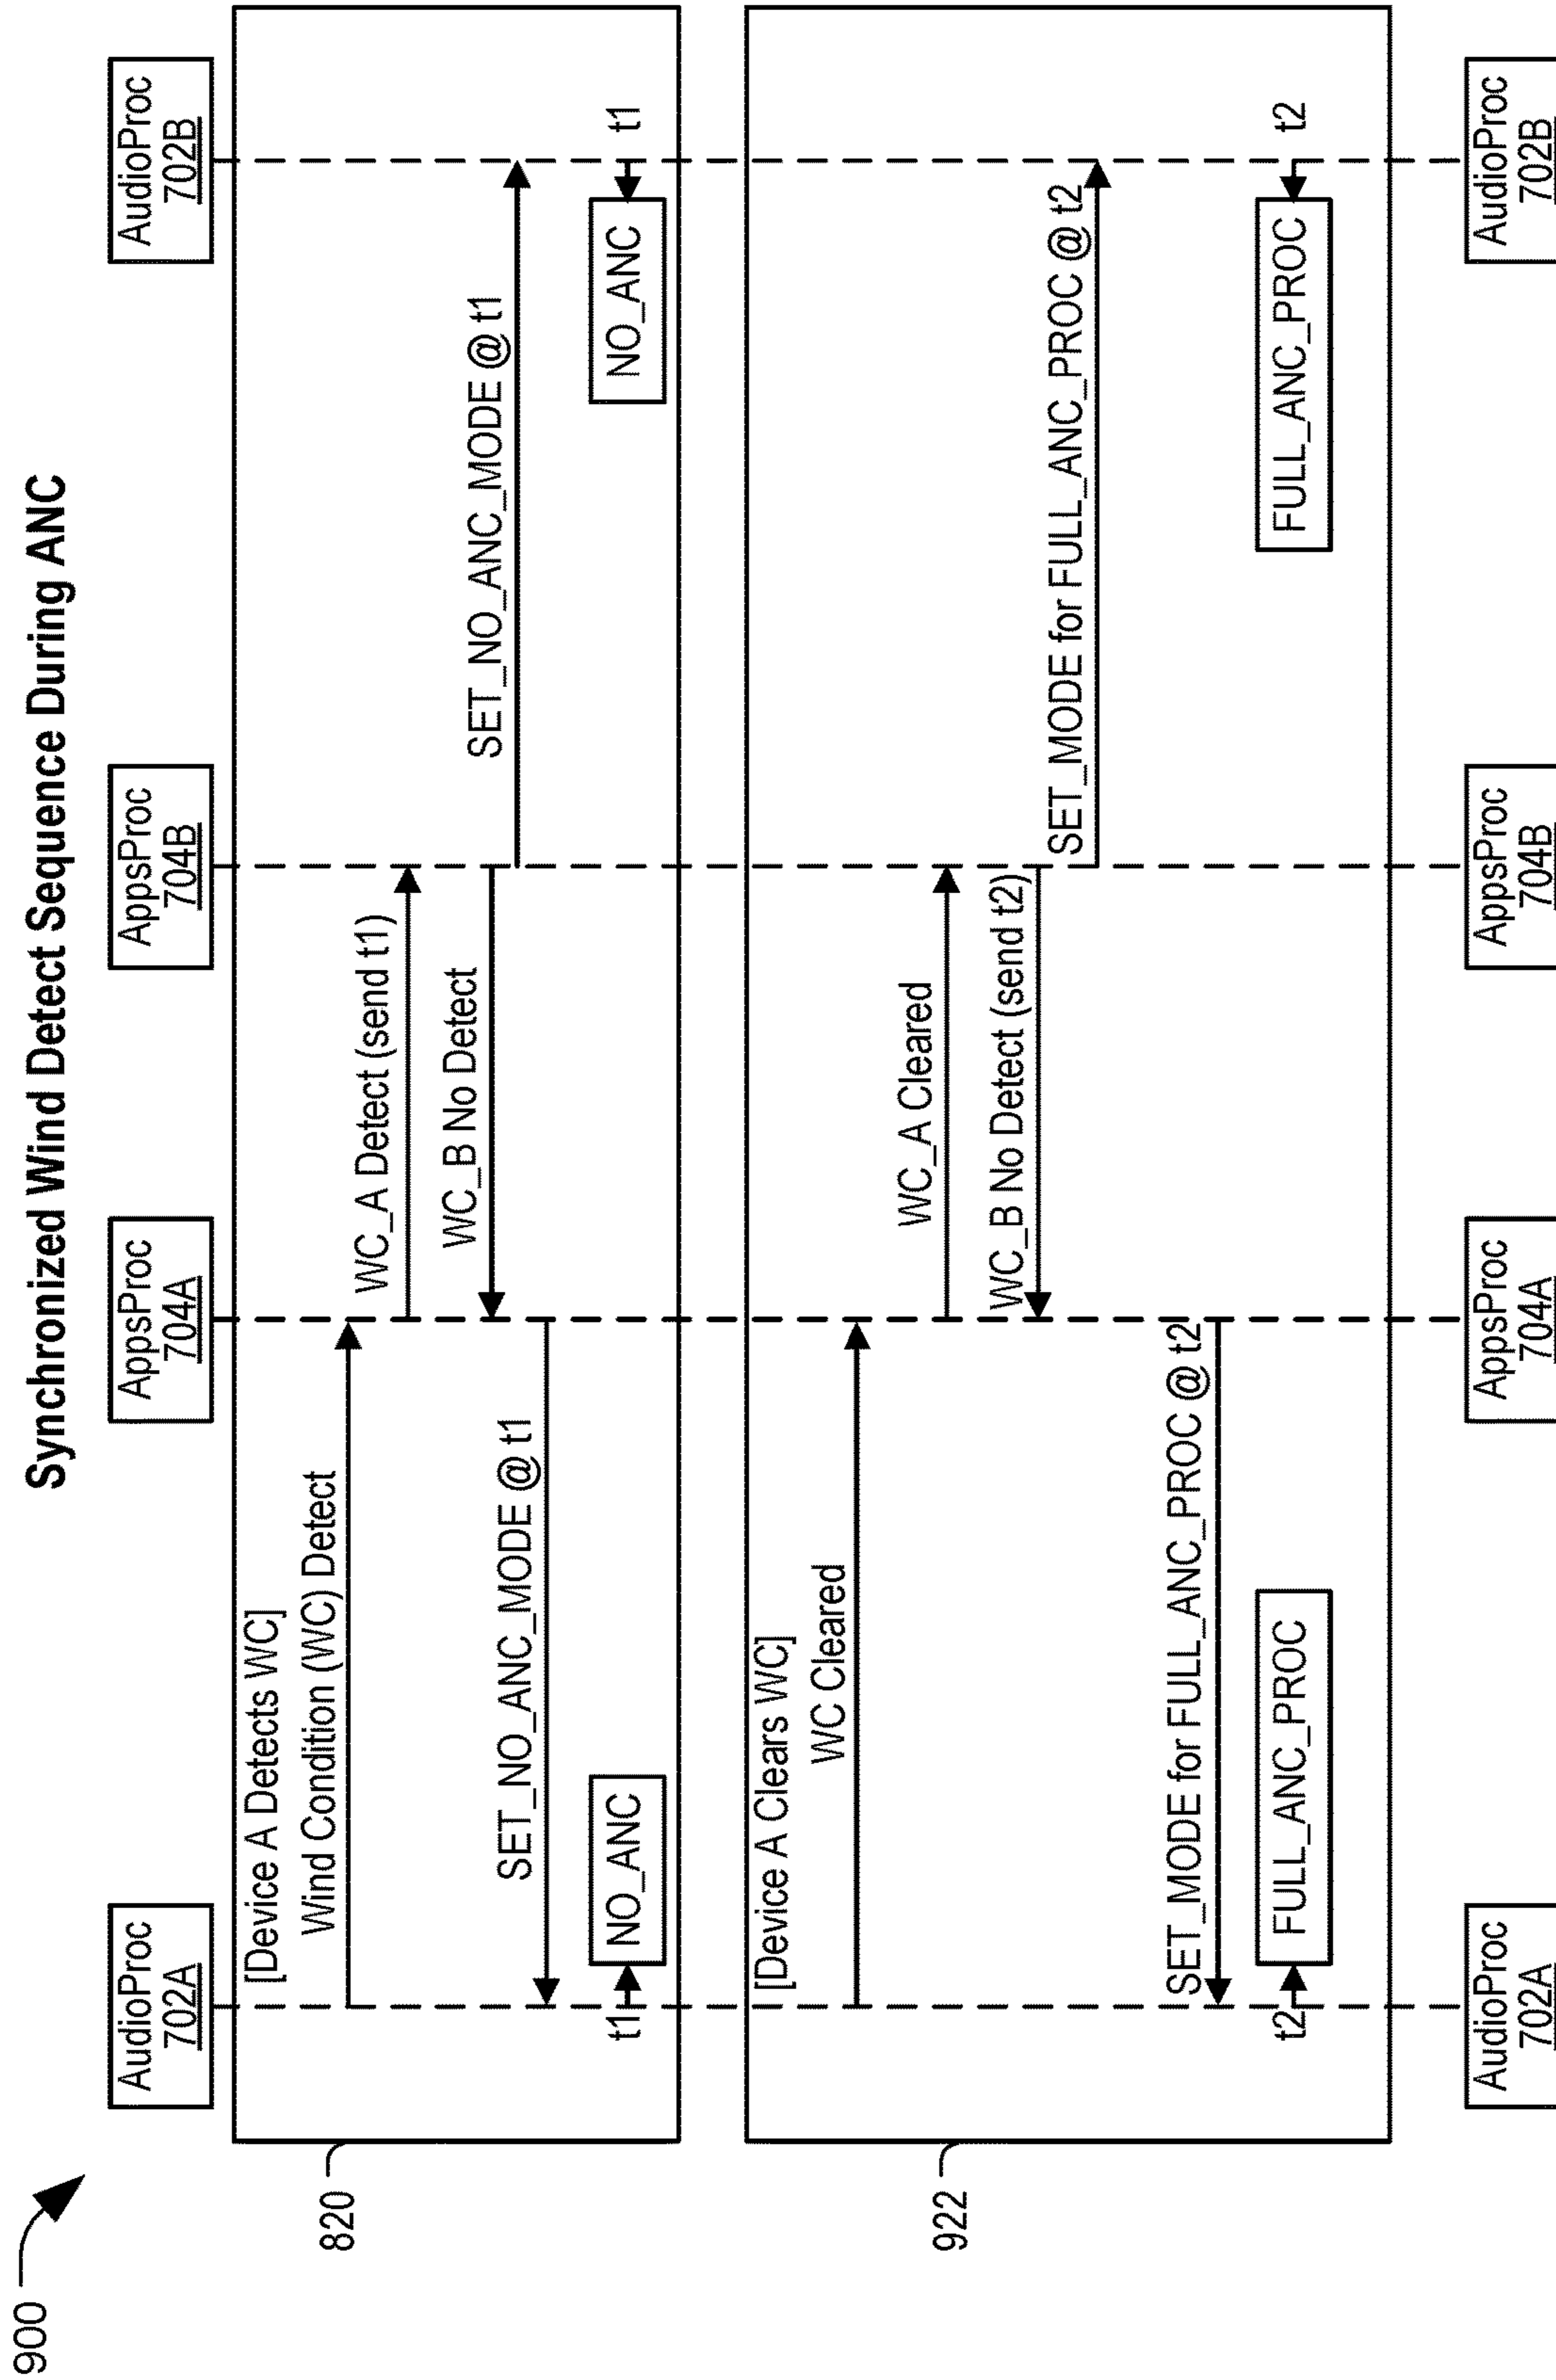 900
Synchronized Wind Detect Sequence During ANC
AudioProc
702A
AppsProc
704A
AppsProc
704B
AudioProc
702B
820
[Device A Detects WC]
Wind Condition (WC) Detect
WC_A Detect (send t1)
WC_B No Detect
SET_NO_ANC_MODE @ t1
SET_NO_ANC_MODE @ t1
t1
NO_ANC
NO_ANC
t1
922
[Device A Clears WC]
WC Cleared
WC_A Cleared
WC_B No Detect (send t2)
SET_MODE for FULL_ANC_PROC @ t2
SET_MODE for FULL_ANC_PROC @ t2
t2
FULL_ANC_PROC
FULL_ANC_PROC
t2
AudioProc
702A
AppsProc
704A
AppsProc
704B
AudioProc
702B